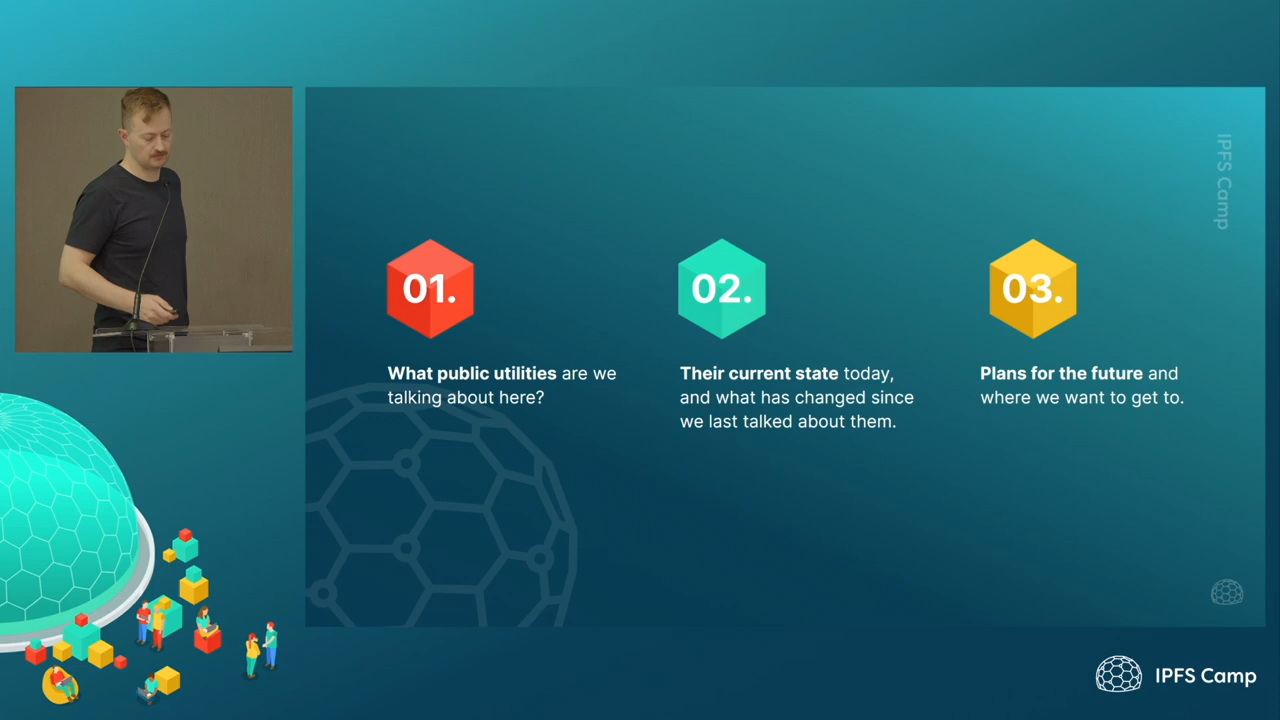 IPFS Camp
01.
02.
03.
What public utilities are we
talking about here?
Their current state today,
and what has changed since
we last talked about them.
Plans for the future and
where we want to get to.
IPFS Camp